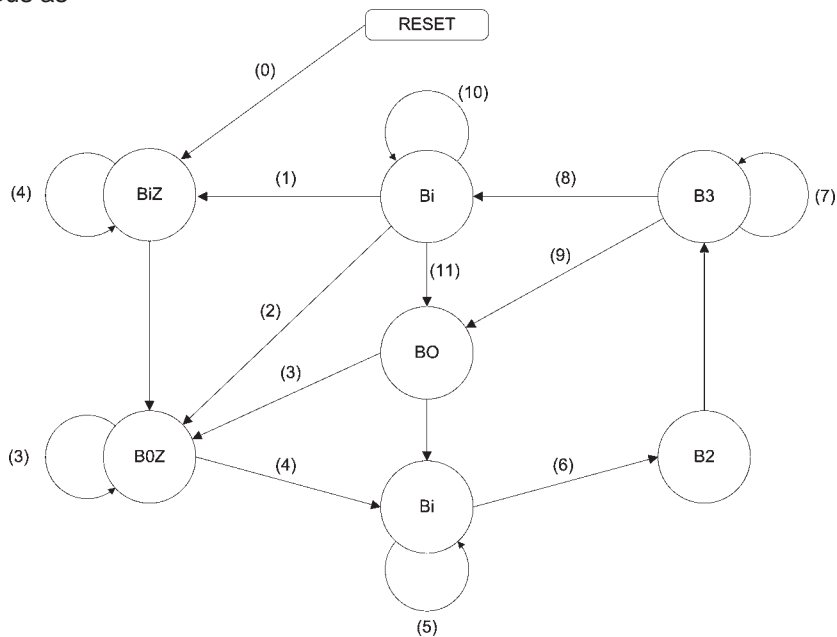 RESET
(0)
(10)
(4)
BiZ
(1)
Bi
(8)
B3
(7)
(11)
(9)
(2)
BO
(3)
(3)
B0Z
(4)
(6)
B2
Bi
(5)